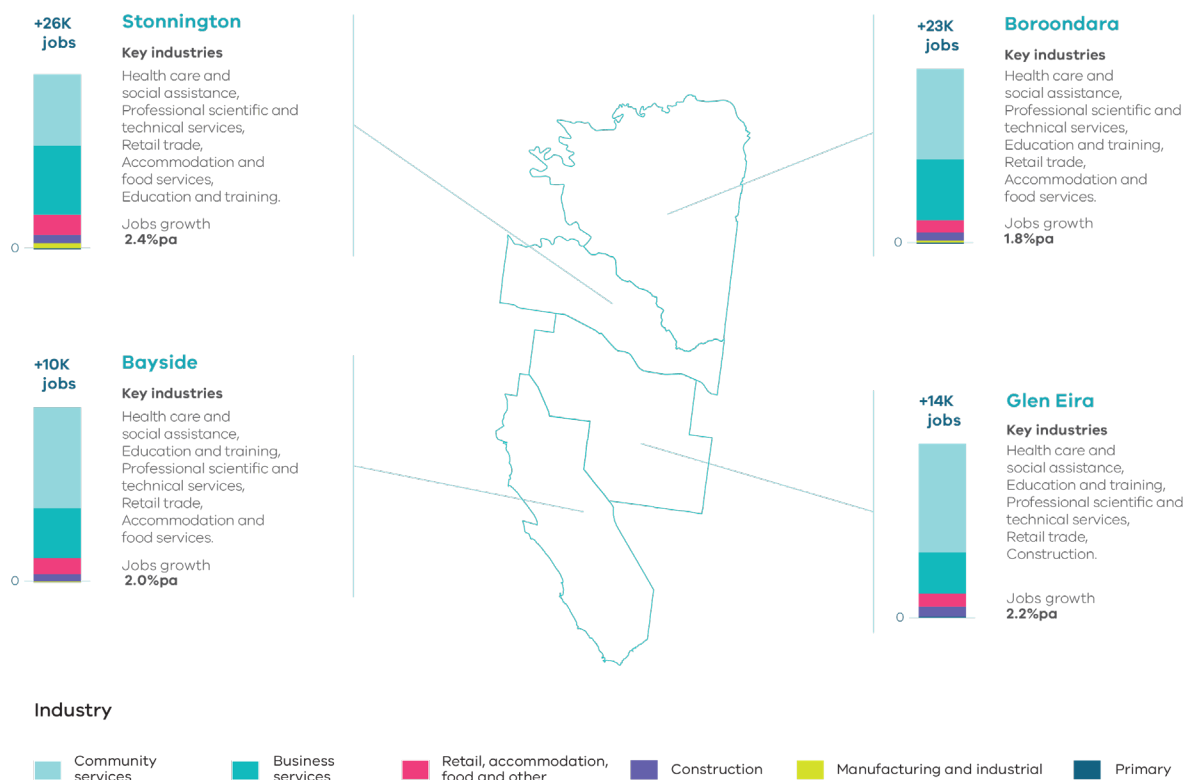 +26K
jobs
Stonnington
Key industries
Health care and
social assistance,
Professional scientific and
technical services,
Retail trade,
Accommodation and
food services,
Education and training.
Jobs growth
2.4%pa
0
+23K
jobs
Boroondara
Key industries
Health care and
social assistance,
Professional scientific and
technical services,
Education and training,
Retail trade,
Accommodation and
food services.
Jobs growth
1.8%pa
0
+10K
jobs
Bayside
Key industries
Health care and
social assistance,
Education and training,
Professional scientific and
technical services,
Retail trade,
Accommodation and
food services.
Jobs growth
2.0%pa
0
+14K
jobs
Glen Eira
Key industries
Health care and
social assistance,
Education and training,
Professional scientific and
technical services,
Retail trade,
Construction.
Jobs growth
2.2%pa
0
Industry
Community
services
Business
services
Retail, accommodation,
food and other
Construction
Manufacturing and industrial
Primary